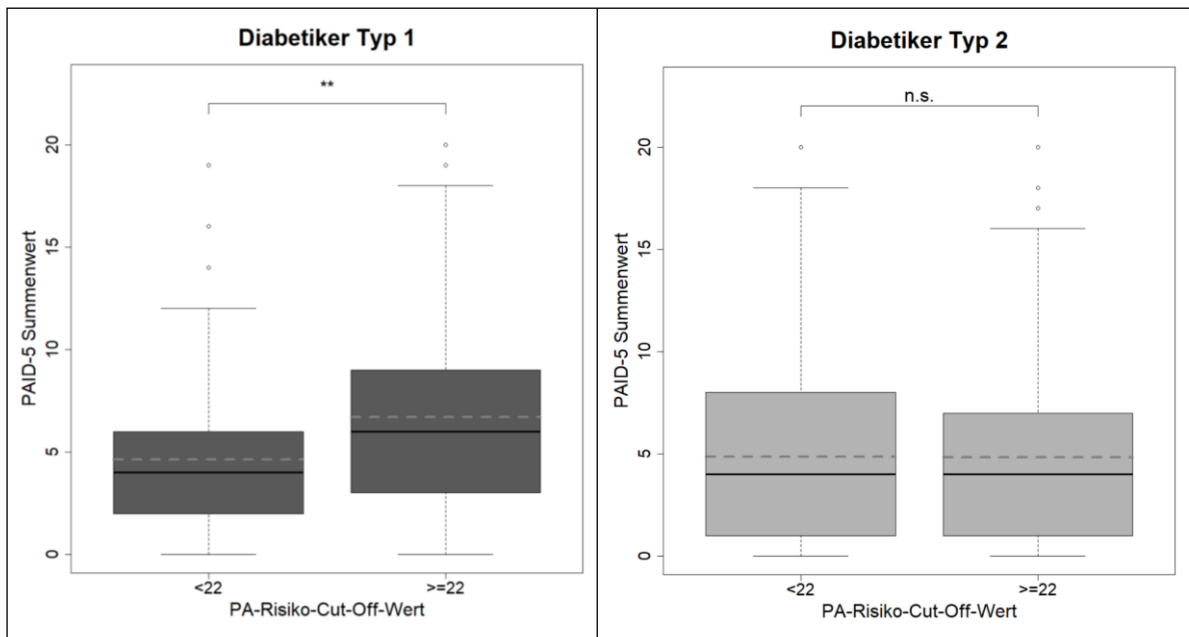 Diabetiker Typ 1
**
PAID-5 Summenwert
20
15
10
5
0
<22
>=22
PA-Risiko-Cut-Off-Wert
Diabetiker Typ 2
n.s.
PAID-5 Summenwert
20
15
10
5
0
<22
>=22
PA-Risiko-Cut-Off-Wert